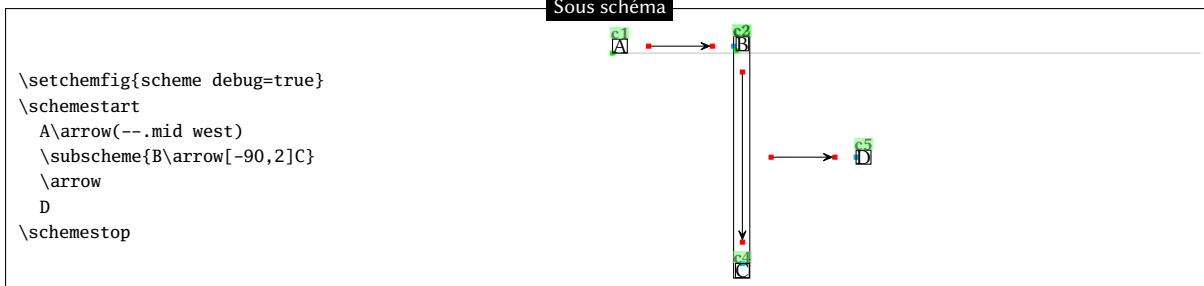 Sous schéma
\setchemfig{scheme debug=true}
\schemestart
A\arrow(--.mid west)
\subscheme{B\arrow[-90,2]C}
\arrow
D
\schemestop
c1
A
c2
B
c5
D
c4
C